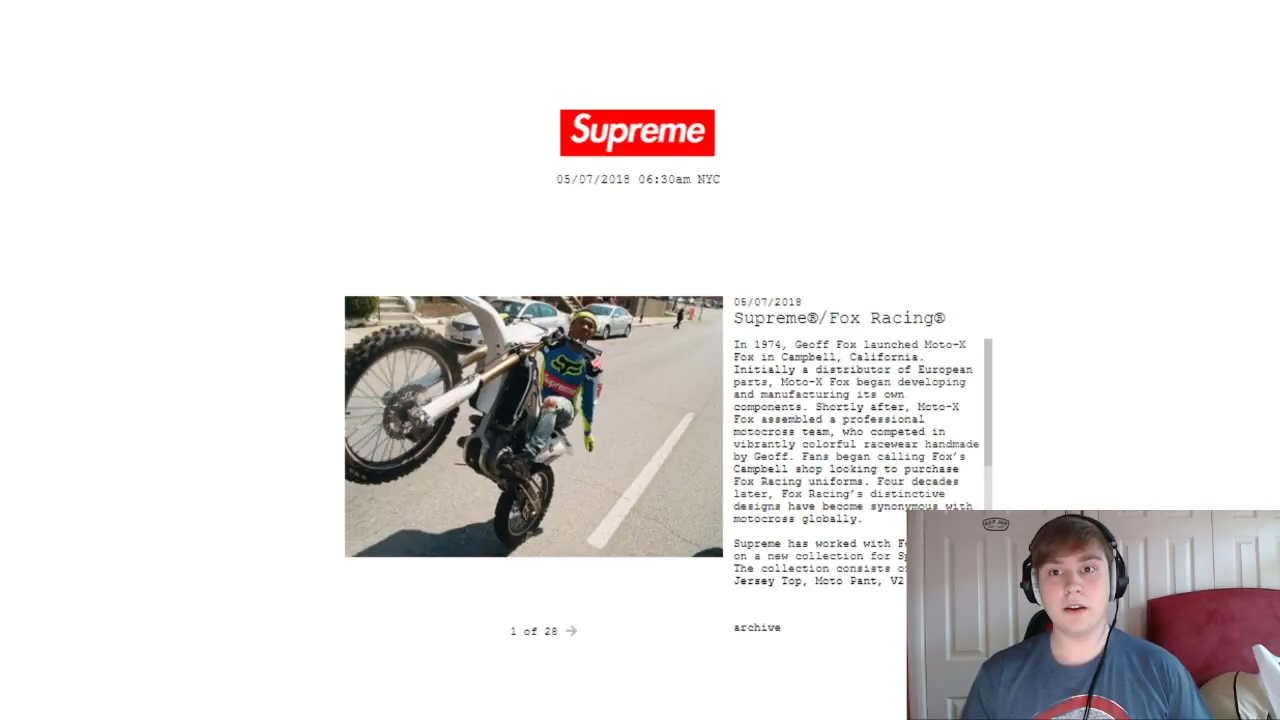 Supreme
05/07/2018 06:30am NYC
05/07/2018
Supreme®/Fox Racing®
In 1974, Geoff Fox launched Moto-X
Fox in Campbell, California.
Initially a distributor of European
parts, Moto-X Fox began developing
and manufacturing its own
components. Shortly after, Moto-X
Fox assembled a professional
motocross team, who competed in
vibrantly colorful racewear handmade
by Geoff. Fans began calling Fox's
Campbell shop looking to purchase
Fox Racing uniforms. Four decades
later, Fox Racing's distinctive
designs have become synonymous with
motocross globally.
Supreme has worked with
on a new collection for
The collection consists
Jersey Top, Moto Pant, V2
Supreme
1 of 28
archive